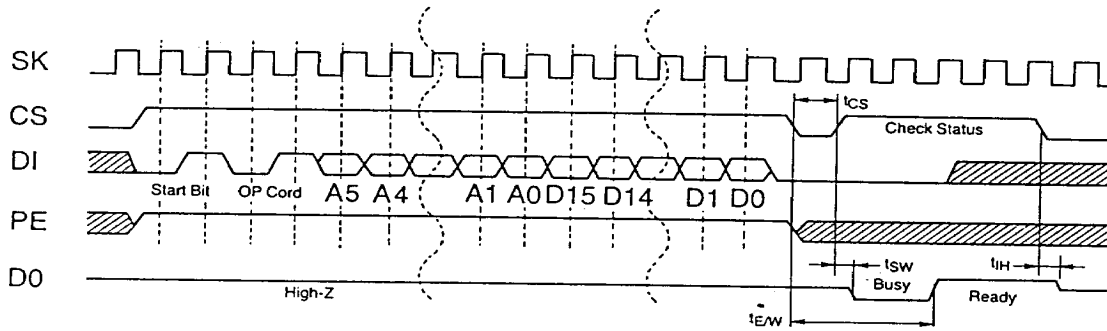 SK
CS
tCS
Check Status
DI
Start Bit
OP Cord
A5 A4 A1 A0 D15 D14 D1 D0
PE
D0
High-Z
tSW
Busy
tIH
Ready
tE/W